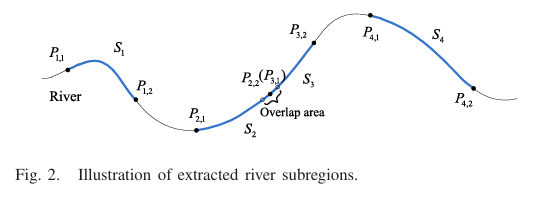 P3,2
S4
P1,1
S1
P4,1
P2,2(P3,1)
S3
P1,2
River
P4,2
P2,1
Overlap area
S2
Fig. 2. Illustration of extracted river subregions.